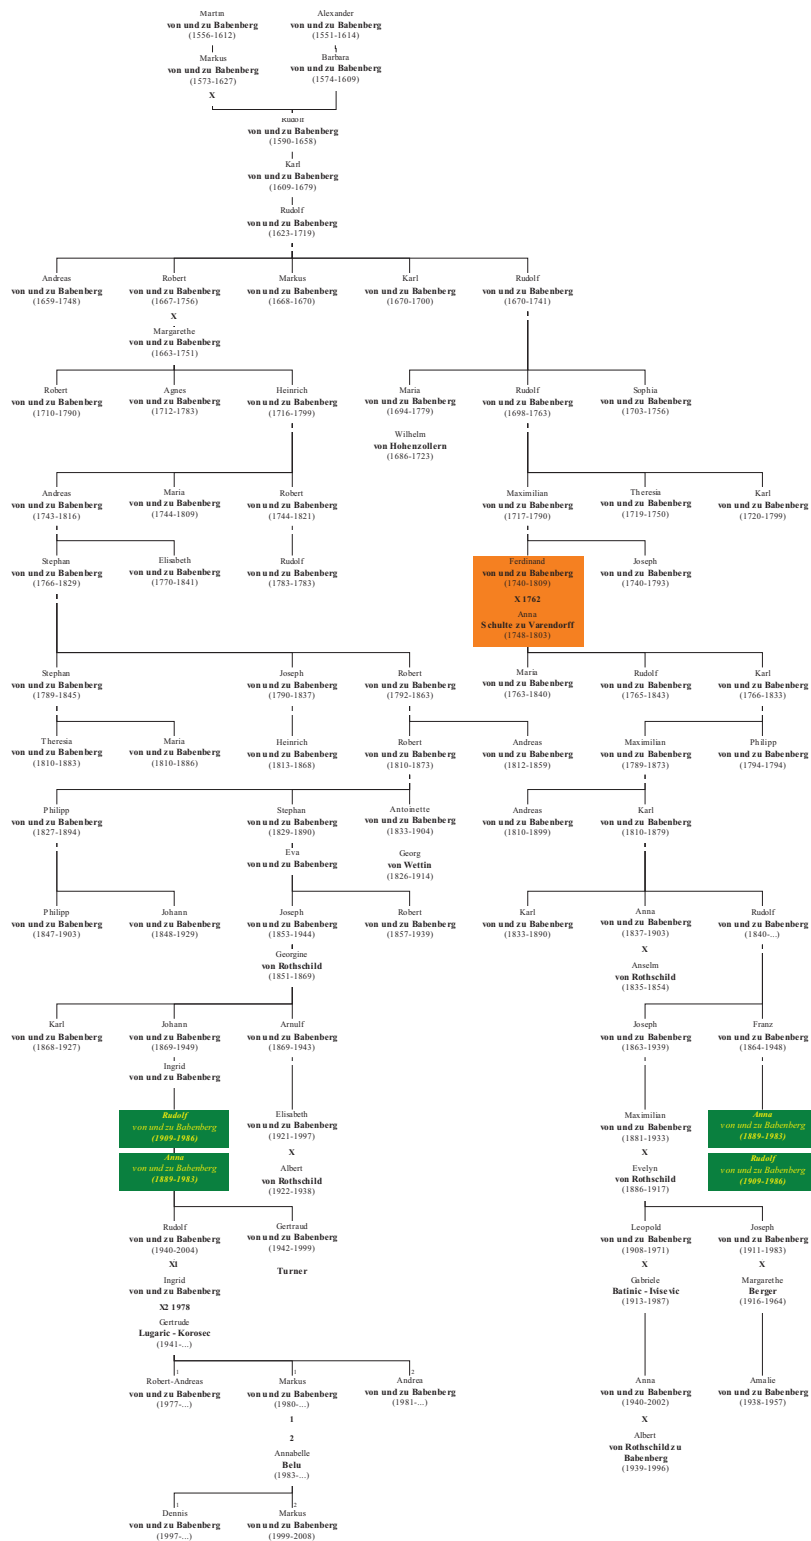 Martin Alexander
von und zu Babenberg von und zu Babenberg
(1556-1612) (1551-1614)
Markus Barbara
von und zu Babenberg von und zu Babenberg
(1573-1627) (1574-1609)
X
Rudolf
von und zu Babenberg
(1590-1658)
Karl
von und zu Babenberg
(1609-1679)
Rudolf
von und zu Babenberg
(1623-1719)
Andreas Robert Markus Karl Rudolf
von und zu Babenberg von und zu Babenberg von und zu Babenberg von und zu Babenberg von und zu Babenberg
(1659-1748) (1667-1756) (1668-1670) (1670-1700) (1670-1741)
X
Margarethe
von und zu Babenberg
(1663-1751)
Robert Agnes Heinrich Maria Rudolf Sophia
von und zu Babenberg von und zu Babenberg von und zu Babenberg von und zu Babenberg von und zu Babenberg von und zu Babenberg
(1710-1790) (1712-1783) (1716-1799) (1694-1779) (1698-1763) (1703-1756)
Wilhelm
von Hohenzollern
(1686-1723)
Andreas Maria Robert Maximilian Theresia Karl
von und zu Babenberg von und zu Babenberg von und zu Babenberg von und zu Babenberg von und zu Babenberg von und zu Babenberg
(1743-1816) (1744-1809) (1744-1821) (1717-1790) (1719-1750) (1720-1799)
Stephan Elisabeth Rudolf Ferdinand Joseph
von und zu Babenberg von und zu Babenberg von und zu Babenberg von und zu Babenberg von und zu Babenberg
(1766-1829) (1770-1841) (1783-1783) (1740-1809) (1740-1793)
X 1762
Anna
Schulte zu Varendorff
(1748-1803)
Stephan Joseph Robert Maria Rudolf Karl
von und zu Babenberg von und zu Babenberg von und zu Babenberg von und zu Babenberg von und zu Babenberg von und zu Babenberg
(1789-1845) (1790-1837) (1792-1863) (1763-1840) (1765-1843) (1766-1833)
Theresia Maria Heinrich Robert Andreas Maximilian Philipp
von und zu Babenberg von und zu Babenberg von und zu Babenberg von und zu Babenberg von und zu Babenberg von und zu Babenberg von und zu Babenberg
(1810-1883) (1810-1886) (1813-1868) (1810-1873) (1812-1859) (1789-1873) (1794-1794)
Philipp Stephan Antoinette Andreas Karl
von und zu Babenberg von und zu Babenberg von und zu Babenberg von und zu Babenberg von und zu Babenberg
(1827-1894) (1829-1890) (1833-1904) (1810-1899) (1810-1879)
Eva Georg
von und zu Babenberg von Wettin
(1826-1914)
Philipp Johann Joseph Robert Karl Anna Rudolf
von und zu Babenberg von und zu Babenberg von und zu Babenberg von und zu Babenberg von und zu Babenberg von und zu Babenberg von und zu Babenberg
(1847-1903) (1848-1929) (1853-1944) (1857-1939) (1833-1890) (1837-1903) (1840-...)
X
Georgine Anselm
von Rothschild von Rothschild
(1851-1869) (1835-1854)
Karl Johann Arnulf Joseph Franz
von und zu Babenberg von und zu Babenberg von und zu Babenberg von und zu Babenberg von und zu Babenberg
(1868-1927) (1869-1949) (1869-1943) (1863-1939) (1864-1948)
Ingrid
von und zu Babenberg
Rudolf Elisabeth Maximilian Anna
von und zu Babenberg von und zu Babenberg von und zu Babenberg von und zu Babenberg
(1909-1986) (1921-1997) (1881-1933) (1889-1983)
X X
Anna Albert Evelyn Rudolf
von und zu Babenberg von Rothschild von Rothschild von und zu Babenberg
(1889-1983) (1922-1938) (1886-1917) (1909-1986)
Rudolf Gertraud Leopold Joseph
von und zu Babenberg von und zu Babenberg von und zu Babenberg von und zu Babenberg
(1940-2004) (1942-1999) (1908-1971) (1911-1983)
X1 Turner X X
Ingrid Gabriele Margarethe
von und zu Babenberg Batinic - Ivisevic Berger
(1913-1987) (1916-1964)
X2 1978
Gertrude
Lugaric - Korosec
(1941-...)
1 1 2
Robert-Andreas Markus Andrea Anna Amalie
von und zu Babenberg von und zu Babenberg von und zu Babenberg von und zu Babenberg von und zu Babenberg
(1977-...) (1980-...) (1981-...) (1940-2002) (1938-1957)
1 X
2 Albert
Annabelle von Rothschild zu
Belu Babenberg
(1983-...) (1939-1996)
1 2
Dennis Markus
von und zu Babenberg von und zu Babenberg
(1997-...) (1999-2008)